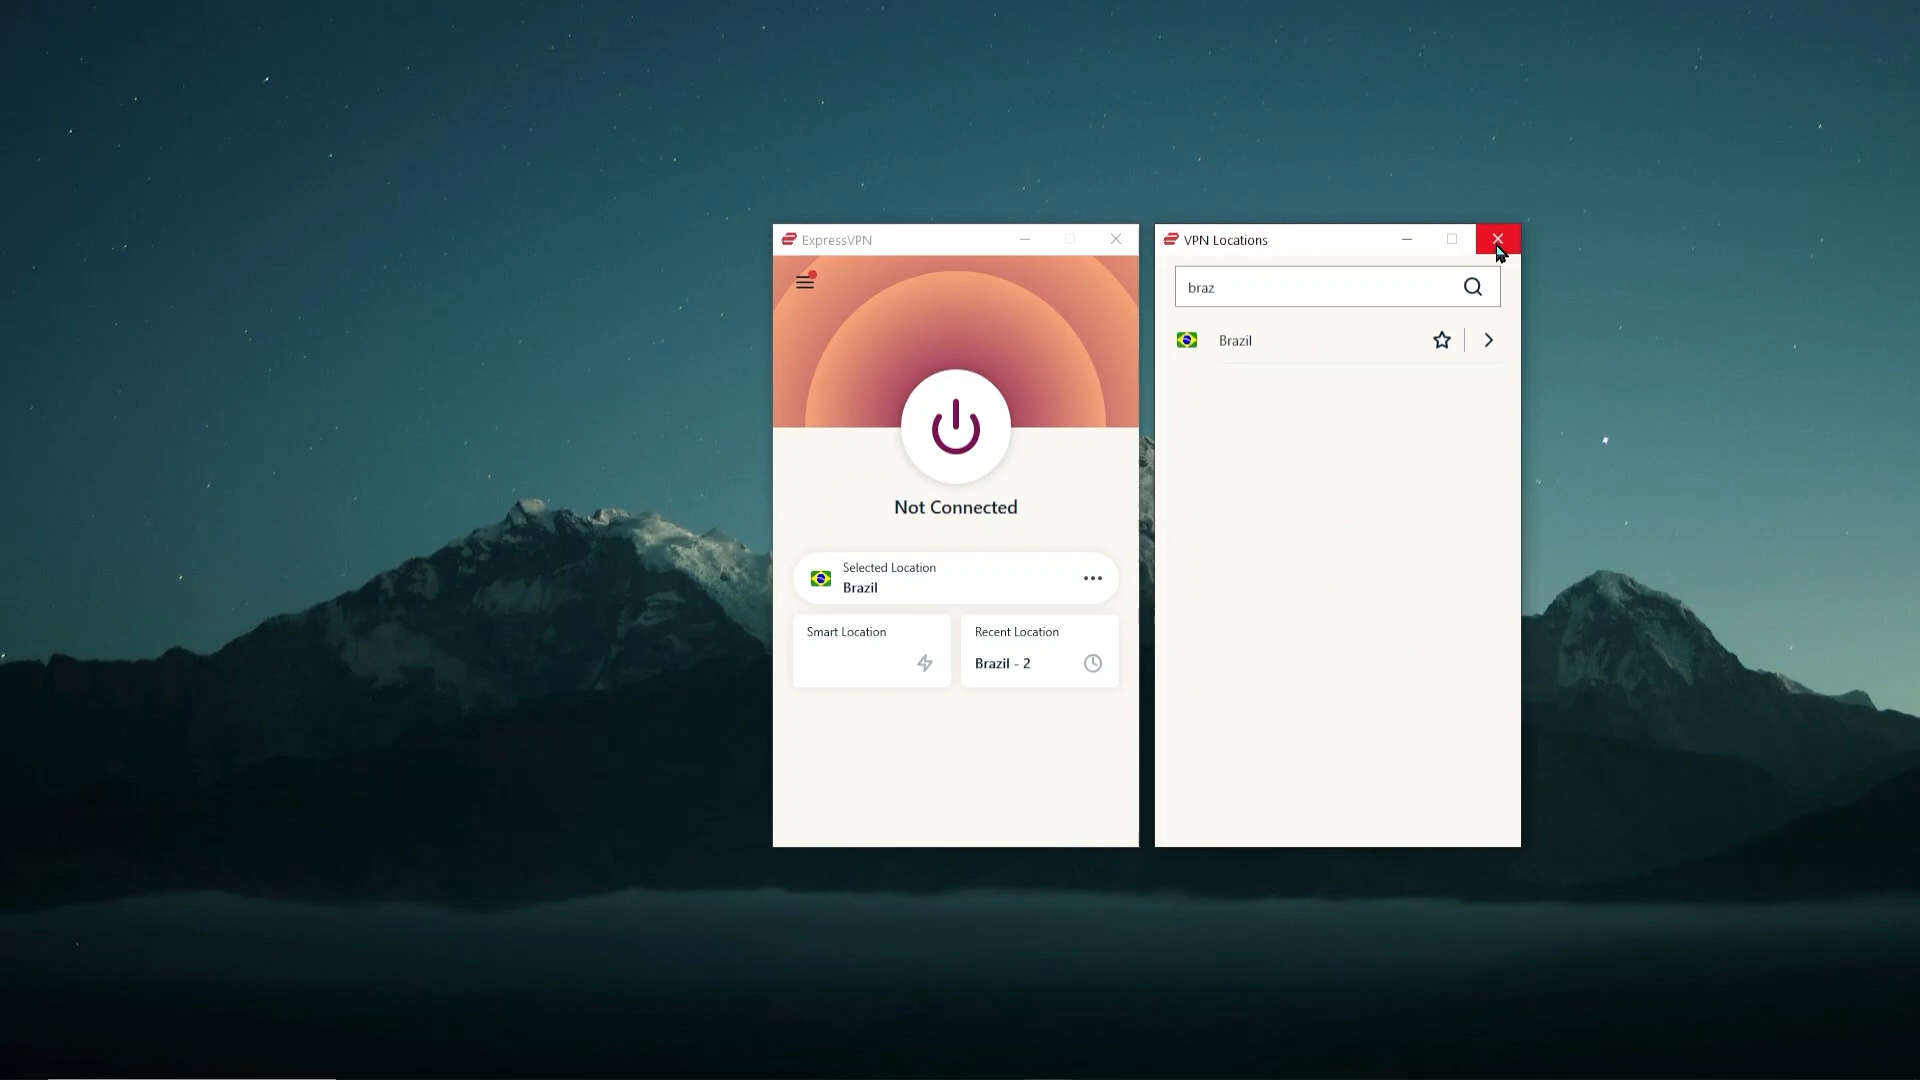 ExpressVPN
Not Connected
Selected Location
Brazil
Smart Location
Recent Location
Brazil - 2
VPN Locations
braz
Brazil